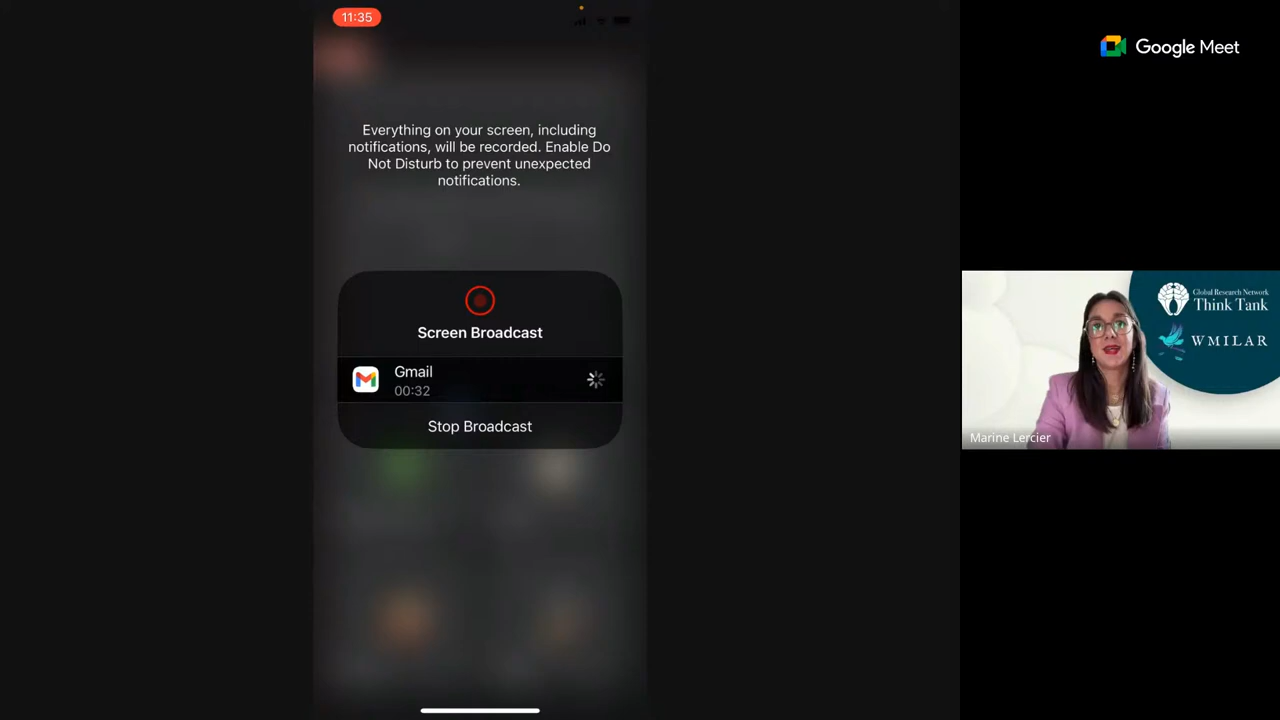 11:35
Everything on your screen, including
notifications, will be recorded. Enable Do
Not Disturb to prevent unexpected
notifications.
Screen Broadcast
Gmail
00:32
Stop Broadcast
Google Meet
Global Research Network
Think Tank
WMILAR
Marine Lercier